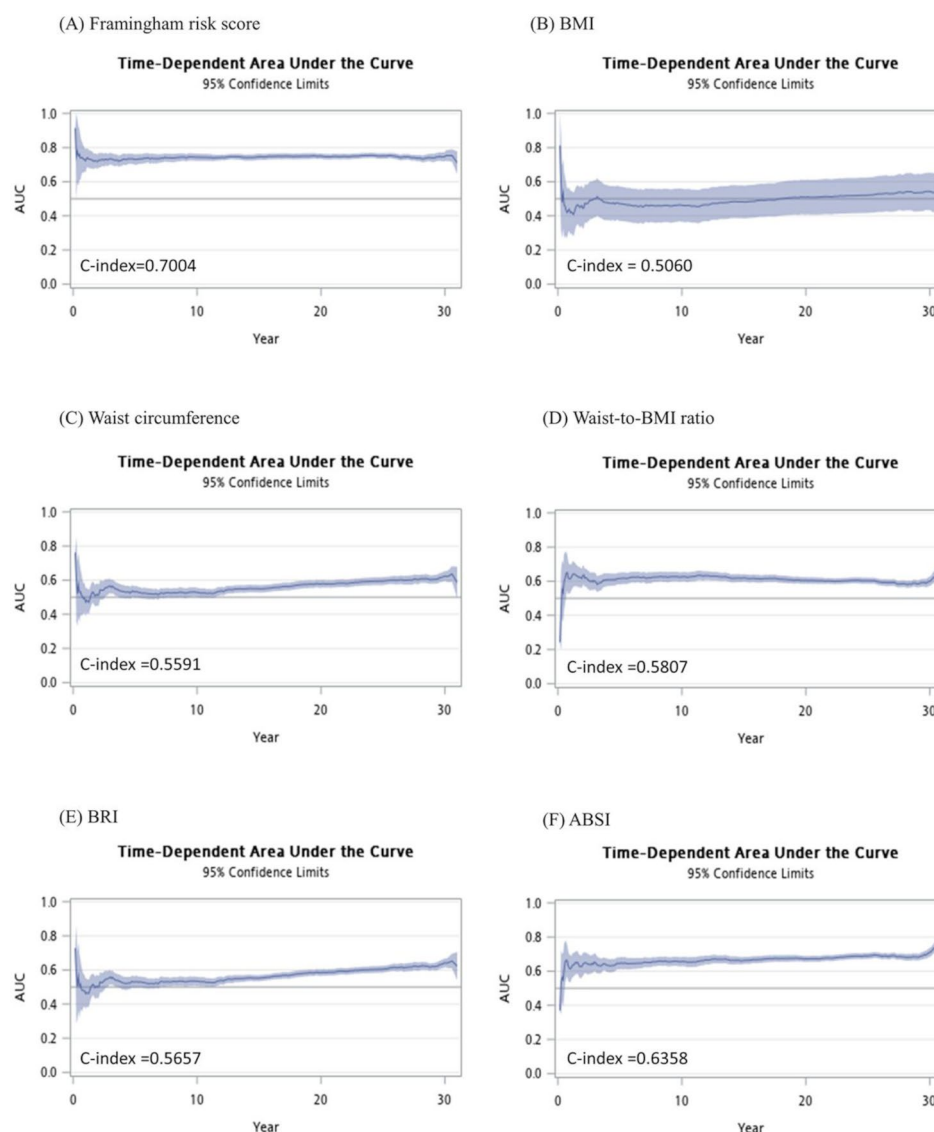 (A) Framingham risk score
Time-Dependent Area Under the Curve
95% Confidence Limits
1.0
0.8
0.6
0.4
0.2
0.0
AUC
C-index=0.7004
0
10
20
30
Year
(B) BMI
Time-Dependent Area Under the Curve
95% Confidence Limits
1.0
0.8
0.6
0.4
0.2
0.0
AUC
C-index = 0.5060
0
10
20
30
Year
(C) Waist circumference
Time-Dependent Area Under the Curve
95% Confidence Limits
1.0
0.8
0.6
0.4
0.2
0.0
AUC
C-index =0.5591
0
10
20
30
Year
(D) Waist-to-BMI ratio
Time-Dependent Area Under the Curve
95% Confidence Limits
1.0
0.8
0.6
0.4
0.2
0.0
AUC
C-index =0.5807
0
10
20
30
Year
(E) BRI
Time-Dependent Area Under the Curve
95% Confidence Limits
1.0
0.8
0.6
0.4
0.2
0.0
AUC
C-index =0.5657
0
10
20
30
Year
(F) ABSI
Time-Dependent Area Under the Curve
95% Confidence Limits
1.0
0.8
0.6
0.4
0.2
0.0
AUC
C-index =0.6358
0
10
20
30
Year